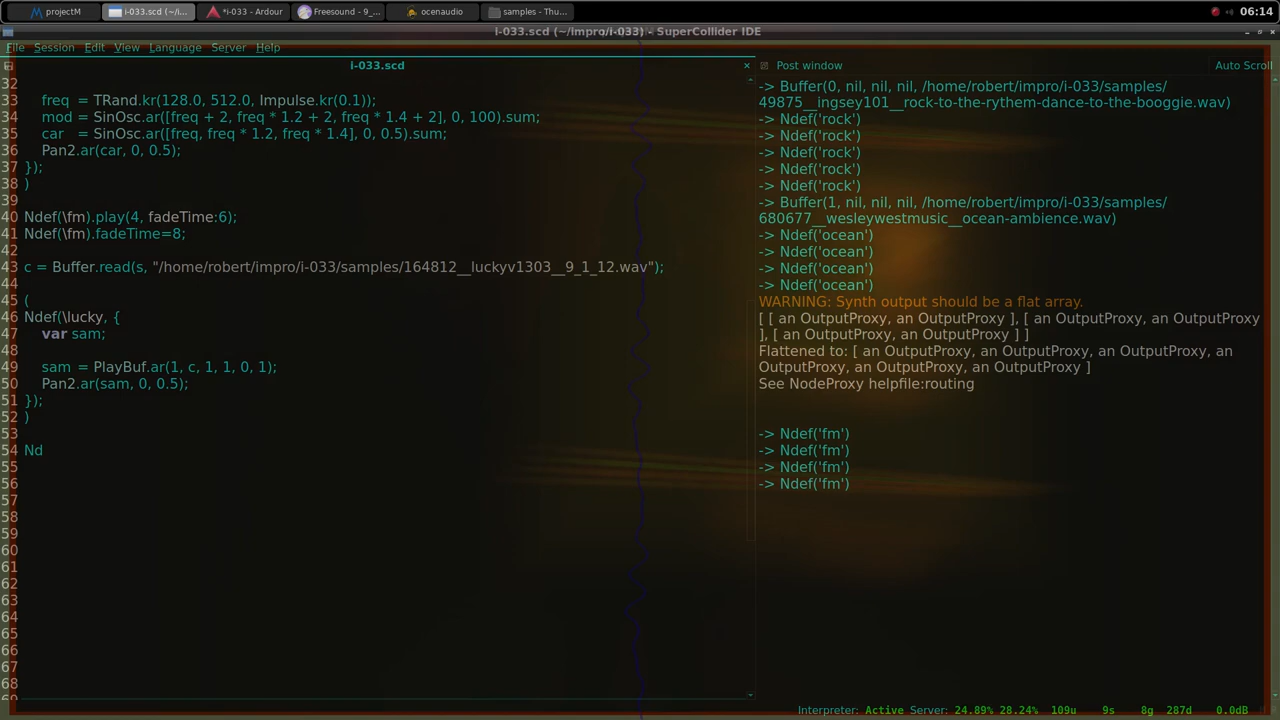 projectM
i-033.scd (~/i...
*i-033 - Ardour
Freesound - 9_...
ocenaudio
samples - Thu...
06:14
i-033.scd (~/impro/i-033) - SuperCollider IDE
File Session Edit View Language Server Help
i-033.scd
Post window
Auto Scroll
32
33 freq = TRand.kr(128.0, 512.0, Impulse.kr(0.1));
34 mod = SinOsc.ar([freq + 2, freq * 1.2 + 2, freq * 1.4 + 2], 0, 100).sum;
35 car = SinOsc.ar([freq, freq * 1.2, freq * 1.4], 0, 0.5).sum;
36 Pan2.ar(car, 0, 0.5);
37 });
38 )
39
40 Ndef(\fm).play(4, fadeTime:6);
41 Ndef(\fm).fadeTime=8;
42
43 c = Buffer.read(s, "/home/robert/impro/i-033/samples/164812__luckyv1303__9_1_12.wav");
44
45 (
46 Ndef(\lucky, {
47 var sam;
48
49 sam = PlayBuf.ar(1, c, 1, 1, 0, 1);
50 Pan2.ar(sam, 0, 0.5);
51 });
52 )
53
54 Nd
55
56
57
58
59
60
61
62
63
64
65
66
67
68
69
-> Buffer(0, nil, nil, nil, /home/robert/impro/i-033/samples/
49875__ingsey101__rock-to-the-rythem-dance-to-the-booggie.wav)
-> Ndef('rock')
-> Ndef('rock')
-> Ndef('rock')
-> Ndef('rock')
-> Ndef('rock')
-> Buffer(1, nil, nil, nil, /home/robert/impro/i-033/samples/
680677__wesleywestmusic__ocean-ambience.wav)
-> Ndef('ocean')
-> Ndef('ocean')
-> Ndef('ocean')
-> Ndef('ocean')
WARNING: Synth output should be a flat array.
[ [ an OutputProxy, an OutputProxy ], [ an OutputProxy, an OutputProxy
], [ an OutputProxy, an OutputProxy ] ]
Flattened to: [ an OutputProxy, an OutputProxy, an OutputProxy, an
OutputProxy, an OutputProxy, an OutputProxy ]
See NodeProxy helpfile:routing
-> Ndef('fm')
-> Ndef('fm')
-> Ndef('fm')
-> Ndef('fm')
Interpreter: Active Server: 24.89% 28.24% 109u 9s 8g 287d 0.0dB